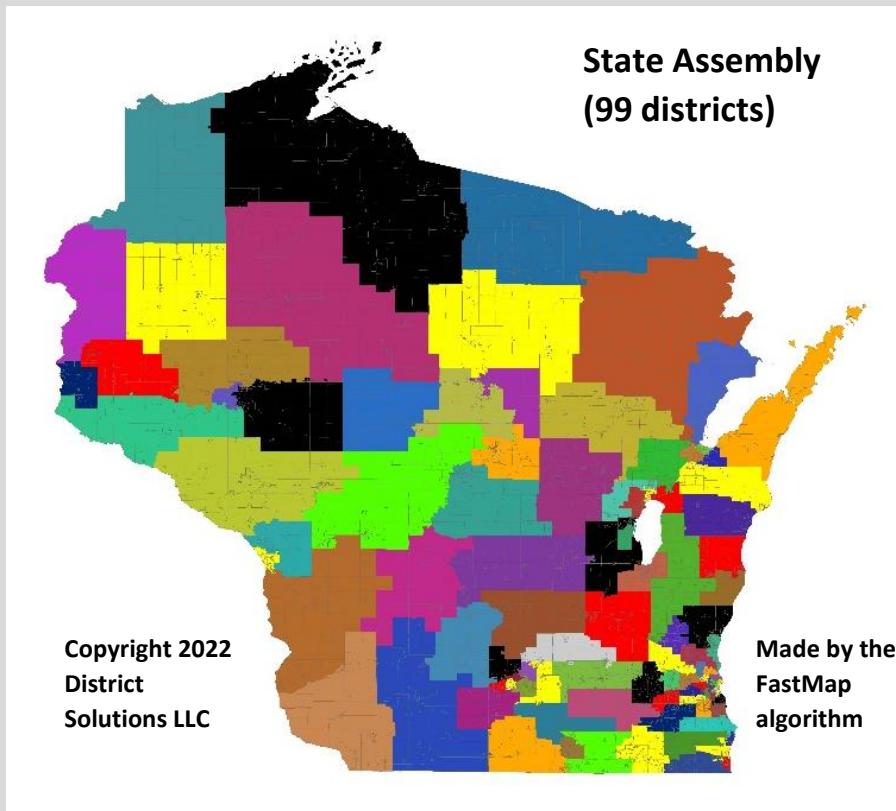 State Assembly
(99 districts)
Copyright 2022
District
Solutions LLC
Made by the
FastMap
algorithm